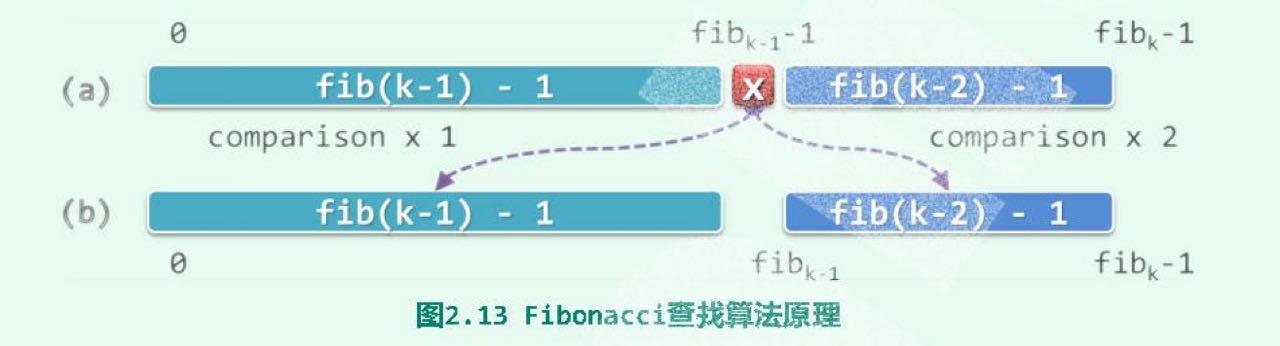 0 fib_{k-1}-1 fib_k-1
(a) fib(k-1) - 1 X fib(k-2) - 1
comparison x 1 comparison x 2
(b) fib(k-1) - 1 fib(k-2) - 1
0 fib_{k-1} fib_k-1
图2.13 Fibonacci查找算法原理